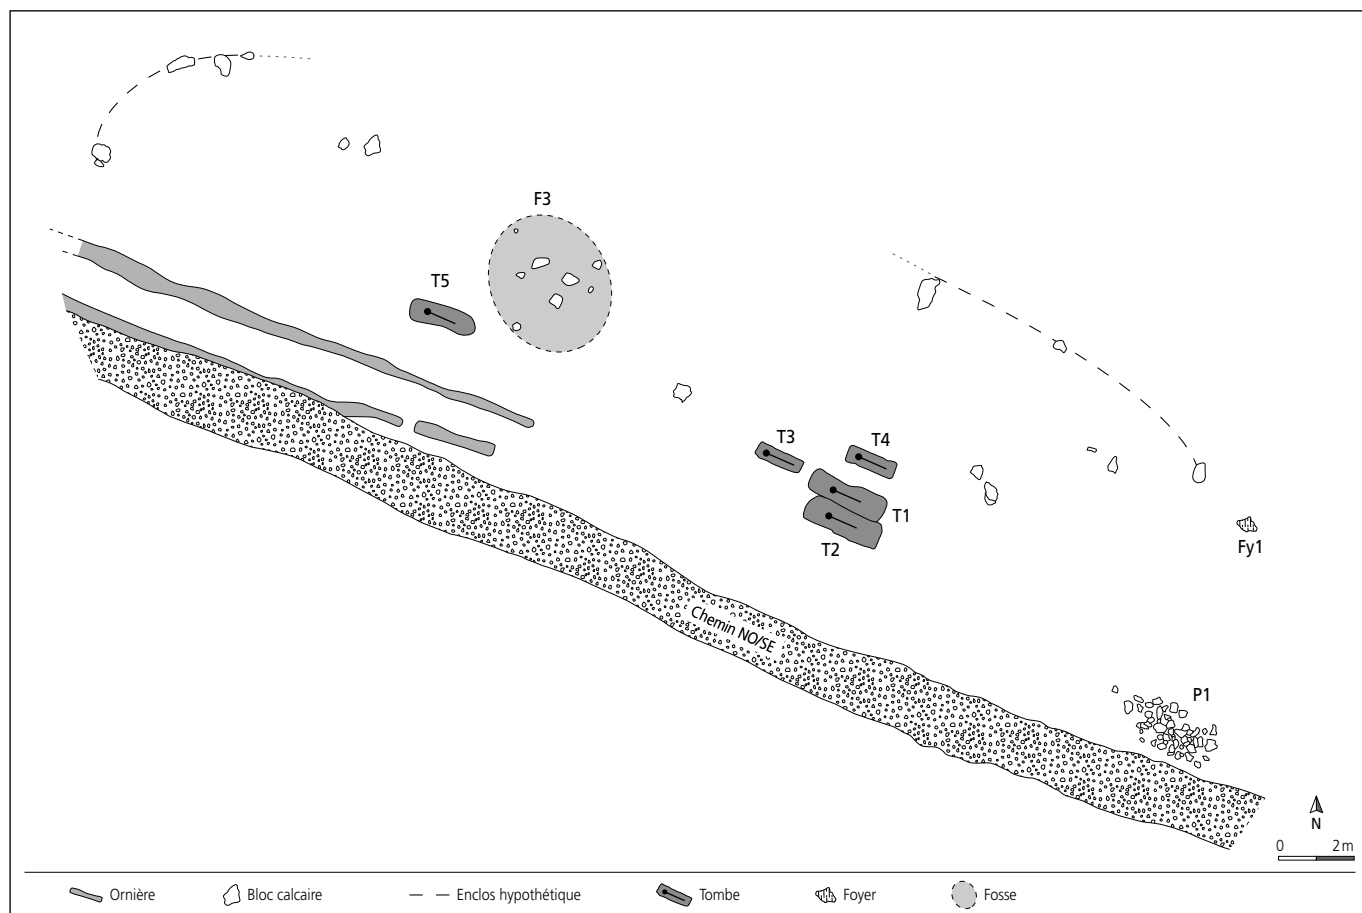 F3
T5
T3
T4
T1
T2
Fy1
Chemin NO/SE
P1
N
0 2 m
Ornière
Bloc calcaire
Enclos hypothétique
Tombe
Foyer
Fosse